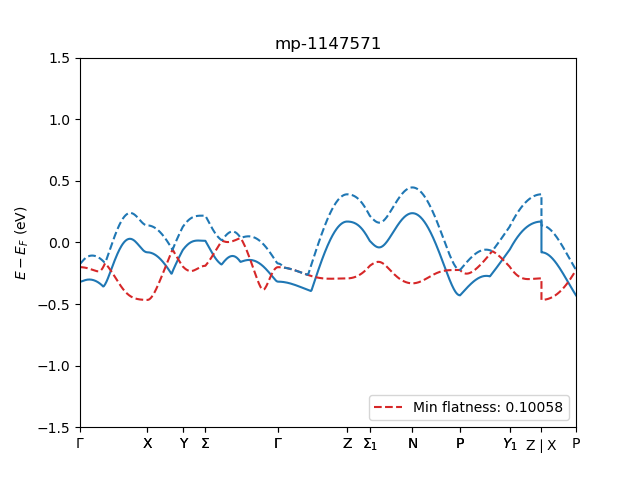 mp-1147571
1.5
1.0
0.5
0.0
−0.5
−1.0
−1.5
E − E_F (eV)
Min flatness: 0.10058
Γ X Y Σ Γ Z Σ₁ N P Y₁ Z | X P